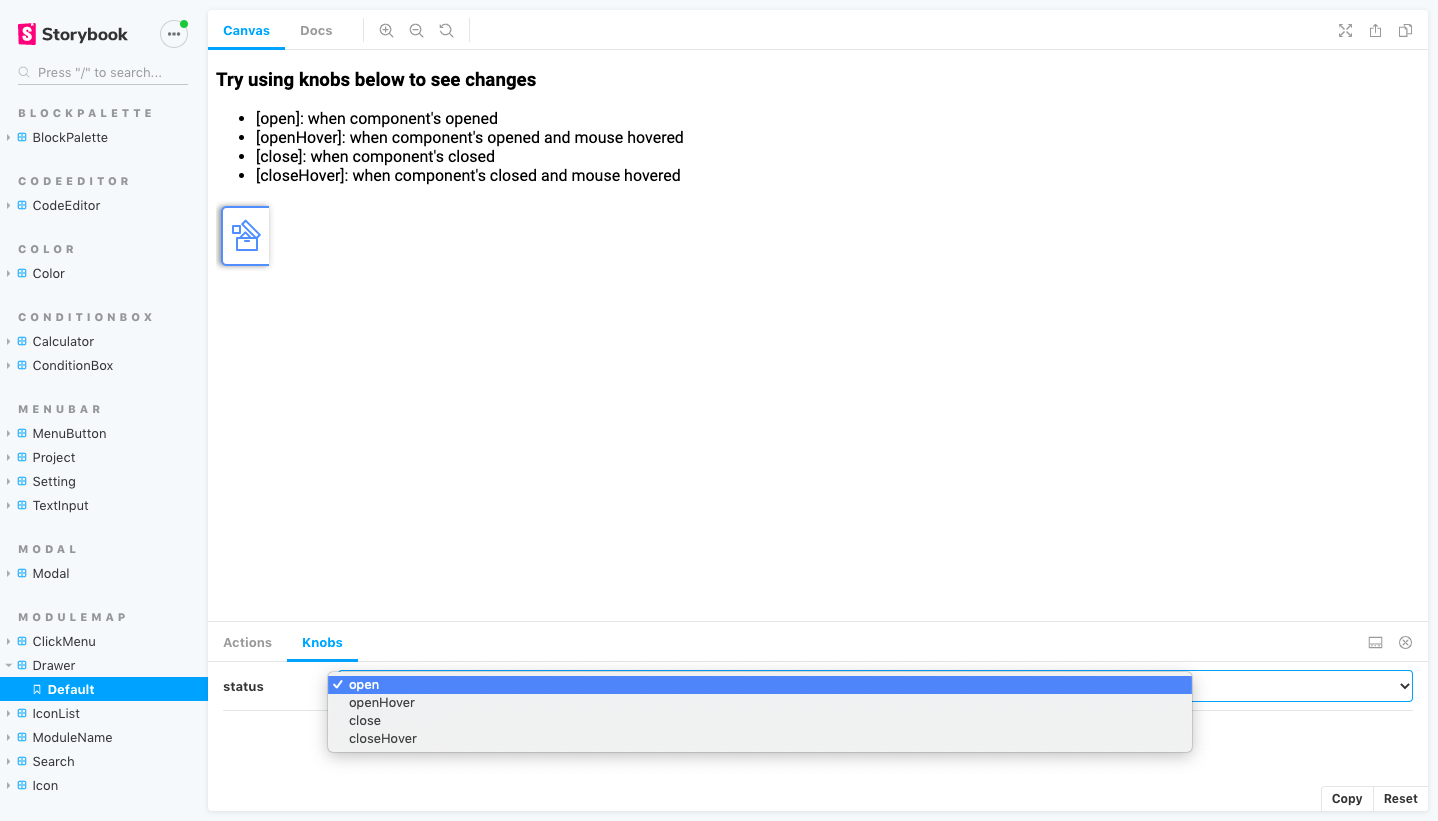 Storybook
Press "/" to search...
BLOCKPALETTE
BlockPalette
CODEEDITOR
CodeEditor
COLOR
Color
CONDITIONBOX
Calculator
ConditionBox
MENUBAR
MenuButton
Project
Setting
TextInput
MODAL
Modal
MODULEMAP
ClickMenu
Drawer
Default
IconList
ModuleName
Search
Icon
Canvas Docs
Try using knobs below to see changes
• [open]: when component's opened
• [openHover]: when component's opened and mouse hovered
• [close]: when component's closed
• [closeHover]: when component's closed and mouse hovered
Actions Knobs
status
✓ open
openHover
close
closeHover
Copy Reset